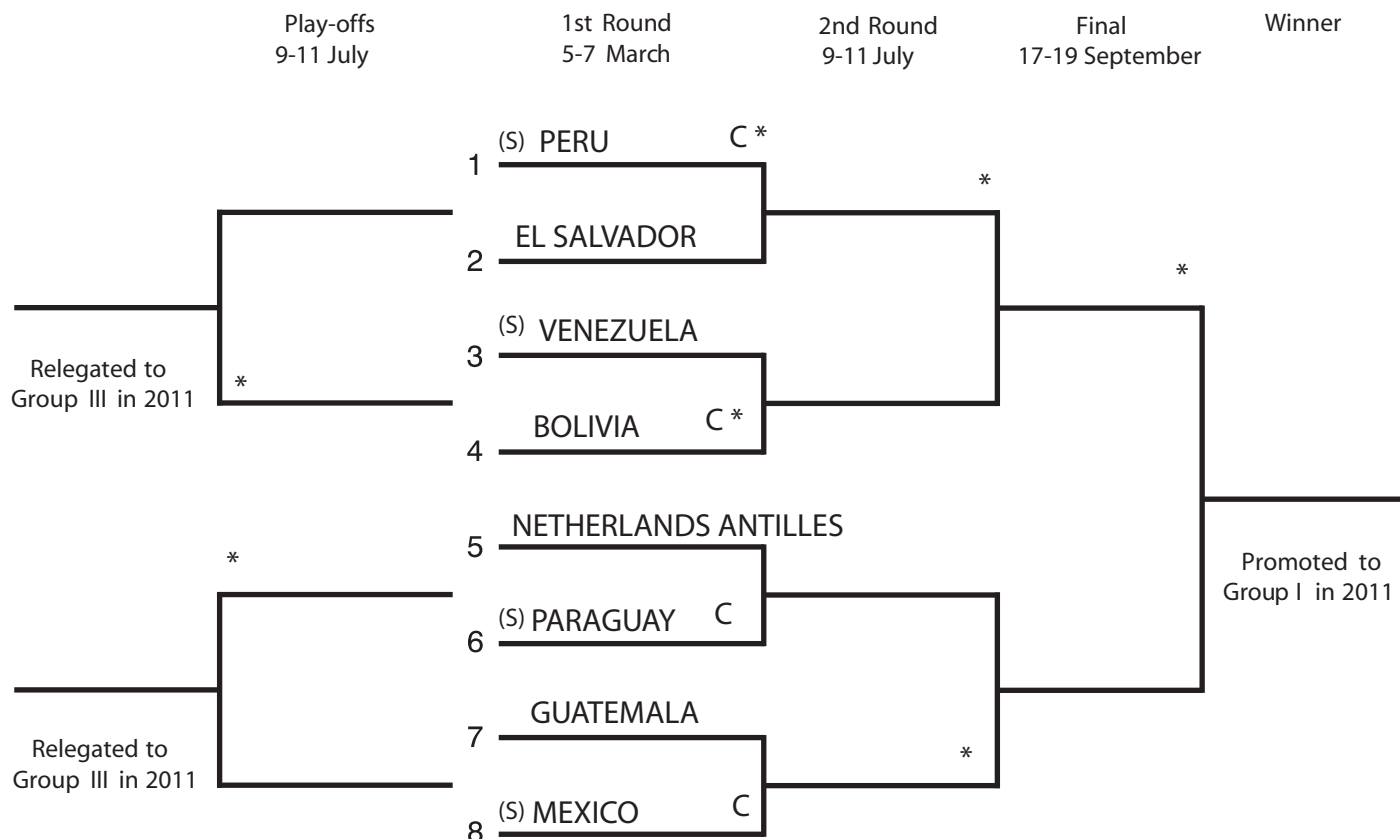 Play-offs
9-11 July
1st Round
5-7 March
2nd Round
9-11 July
Final
17-19 September
Winner
1 (S) PERU C *
2 EL SALVADOR
3 (S) VENEZUELA
4 BOLIVIA C *
5 NETHERLANDS ANTILLES
6 (S) PARAGUAY C
7 GUATEMALA
8 (S) MEXICO C
*
*
*
*
*
Relegated to
Group III in 2011
Relegated to
Group III in 2011
Promoted to
Group I in 2011